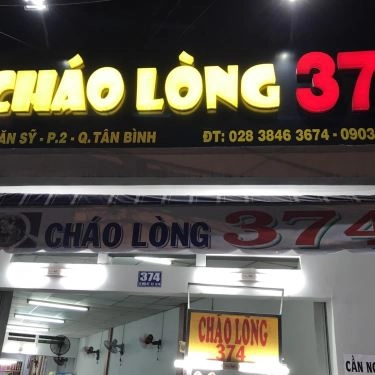 CHÁO LÒNG 37
ĂN SỸ - P.2 - Q.TÂN BÌNH ĐT: 028 3846 3674 - 0903
CHÁO LÒNG 374
374
CHÁO LÒNG
374
CẦN